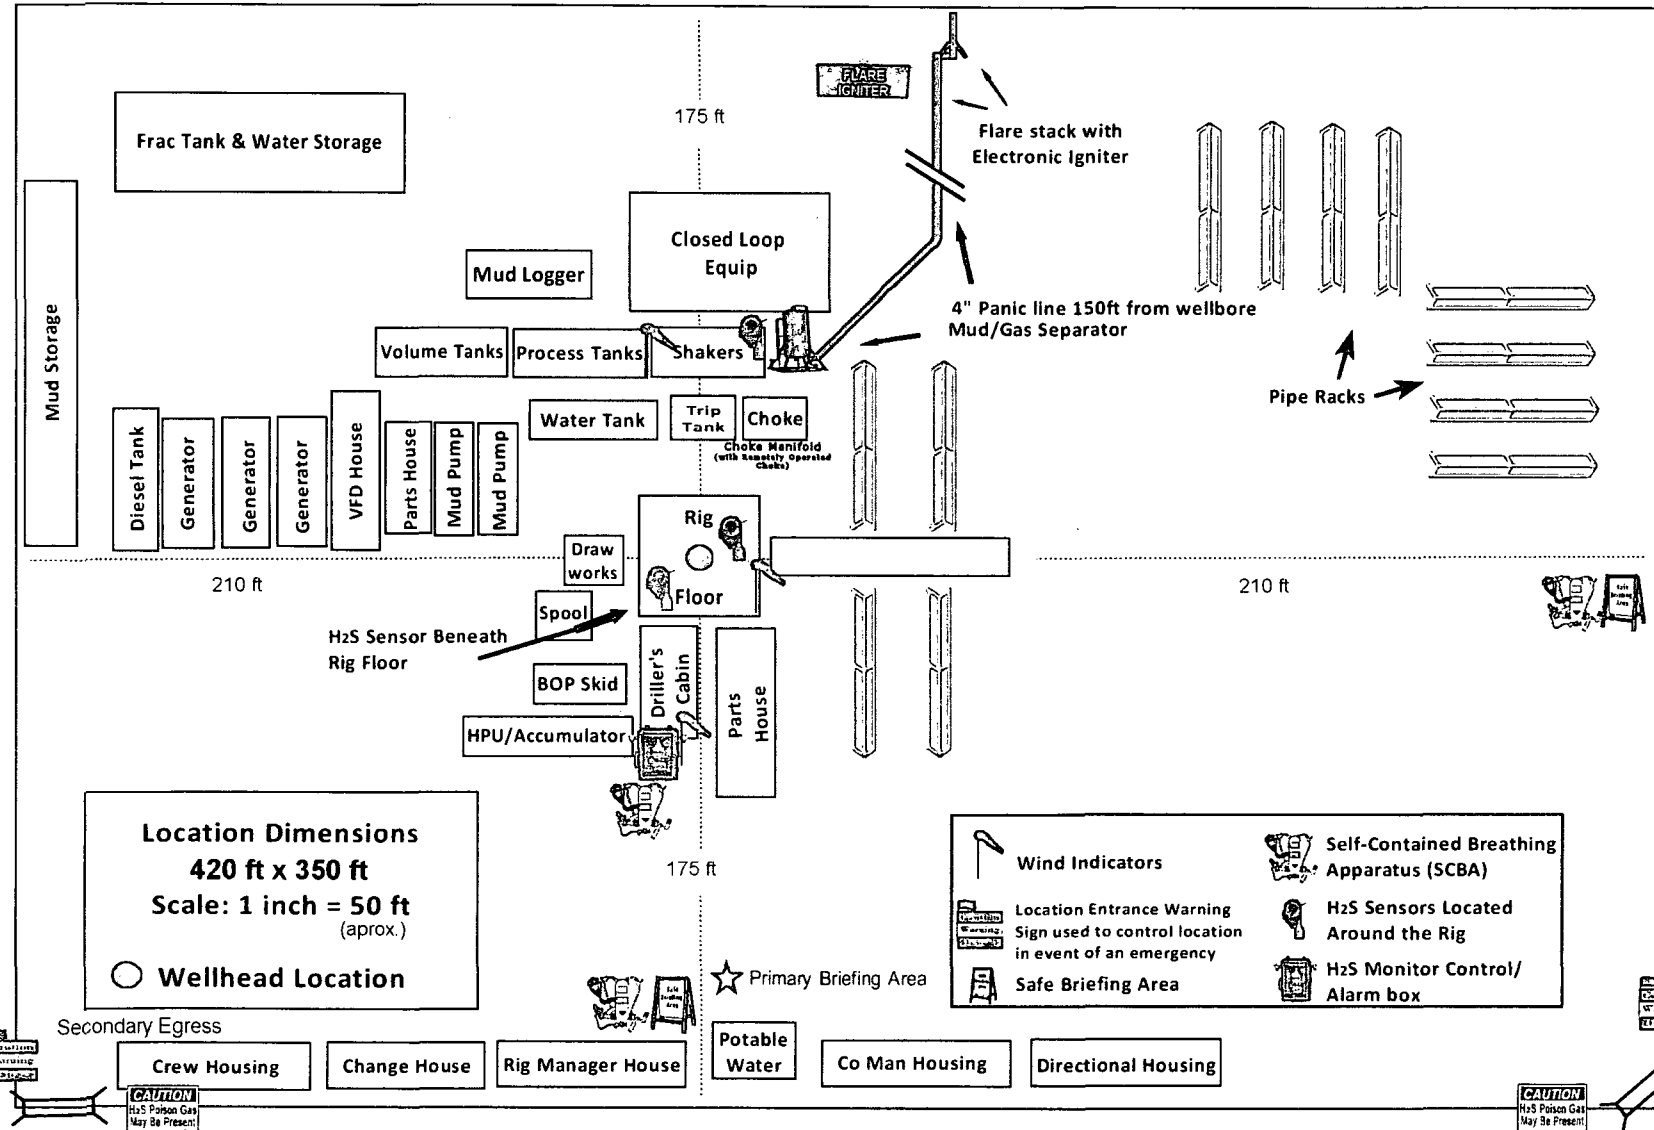 FLARE
IGNITER
175 ft
Flare stack with
Electronic Igniter
Frac Tank & Water Storage
Closed Loop
Equip
Mud Logger
4" Panic line 150ft from wellbore
Mud/Gas Separator
Mud Storage
Volume Tanks
Process Tanks
Shakers
Pipe Racks
Diesel Tank
Generator
Generator
Generator
VFD House
Parts House
Mud Pump
Mud Pump
Water Tank
Trip
Tank
Choke
Choke Manifold
(with Remotely Operated
Choke)
Rig
Floor
Draw
works
210 ft
210 ft
Safe
Breathing
Area
Spool
H2S Sensor Beneath
Rig Floor
Driller's
Cabin
Parts
House
BOP Skid
HPU/Accumulator
Location Dimensions
420 ft x 350 ft
Scale: 1 inch = 50 ft
(aprox.)
Wellhead Location
175 ft
Wind Indicators
Self-Contained Breathing
Apparatus (SCBA)
Location Entrance Warning
Sign used to control location
in event of an emergency
H2S Sensors Located
Around the Rig
Safe Briefing Area
H2S Monitor Control/
Alarm box
Primary Briefing Area
Secondary Egress
Crew Housing
Change House
Rig Manager House
Potable
Water
Co Man Housing
Directional Housing
CAUTION
H2S Poison Gas
May Be Present
CAUTION
H2S Poison Gas
May Be Present